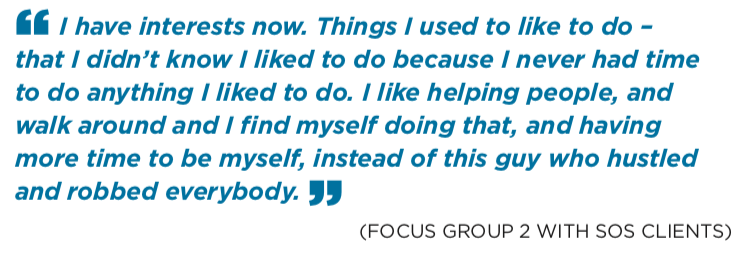 “ I have interests now. Things I used to like to do –
that I didn’t know I liked to do because I never had time
to do anything I liked to do. I like helping people, and
walk around and I find myself doing that, and having
more time to be myself, instead of this guy who hustled
and robbed everybody. ”
(FOCUS GROUP 2 WITH SOS CLIENTS)